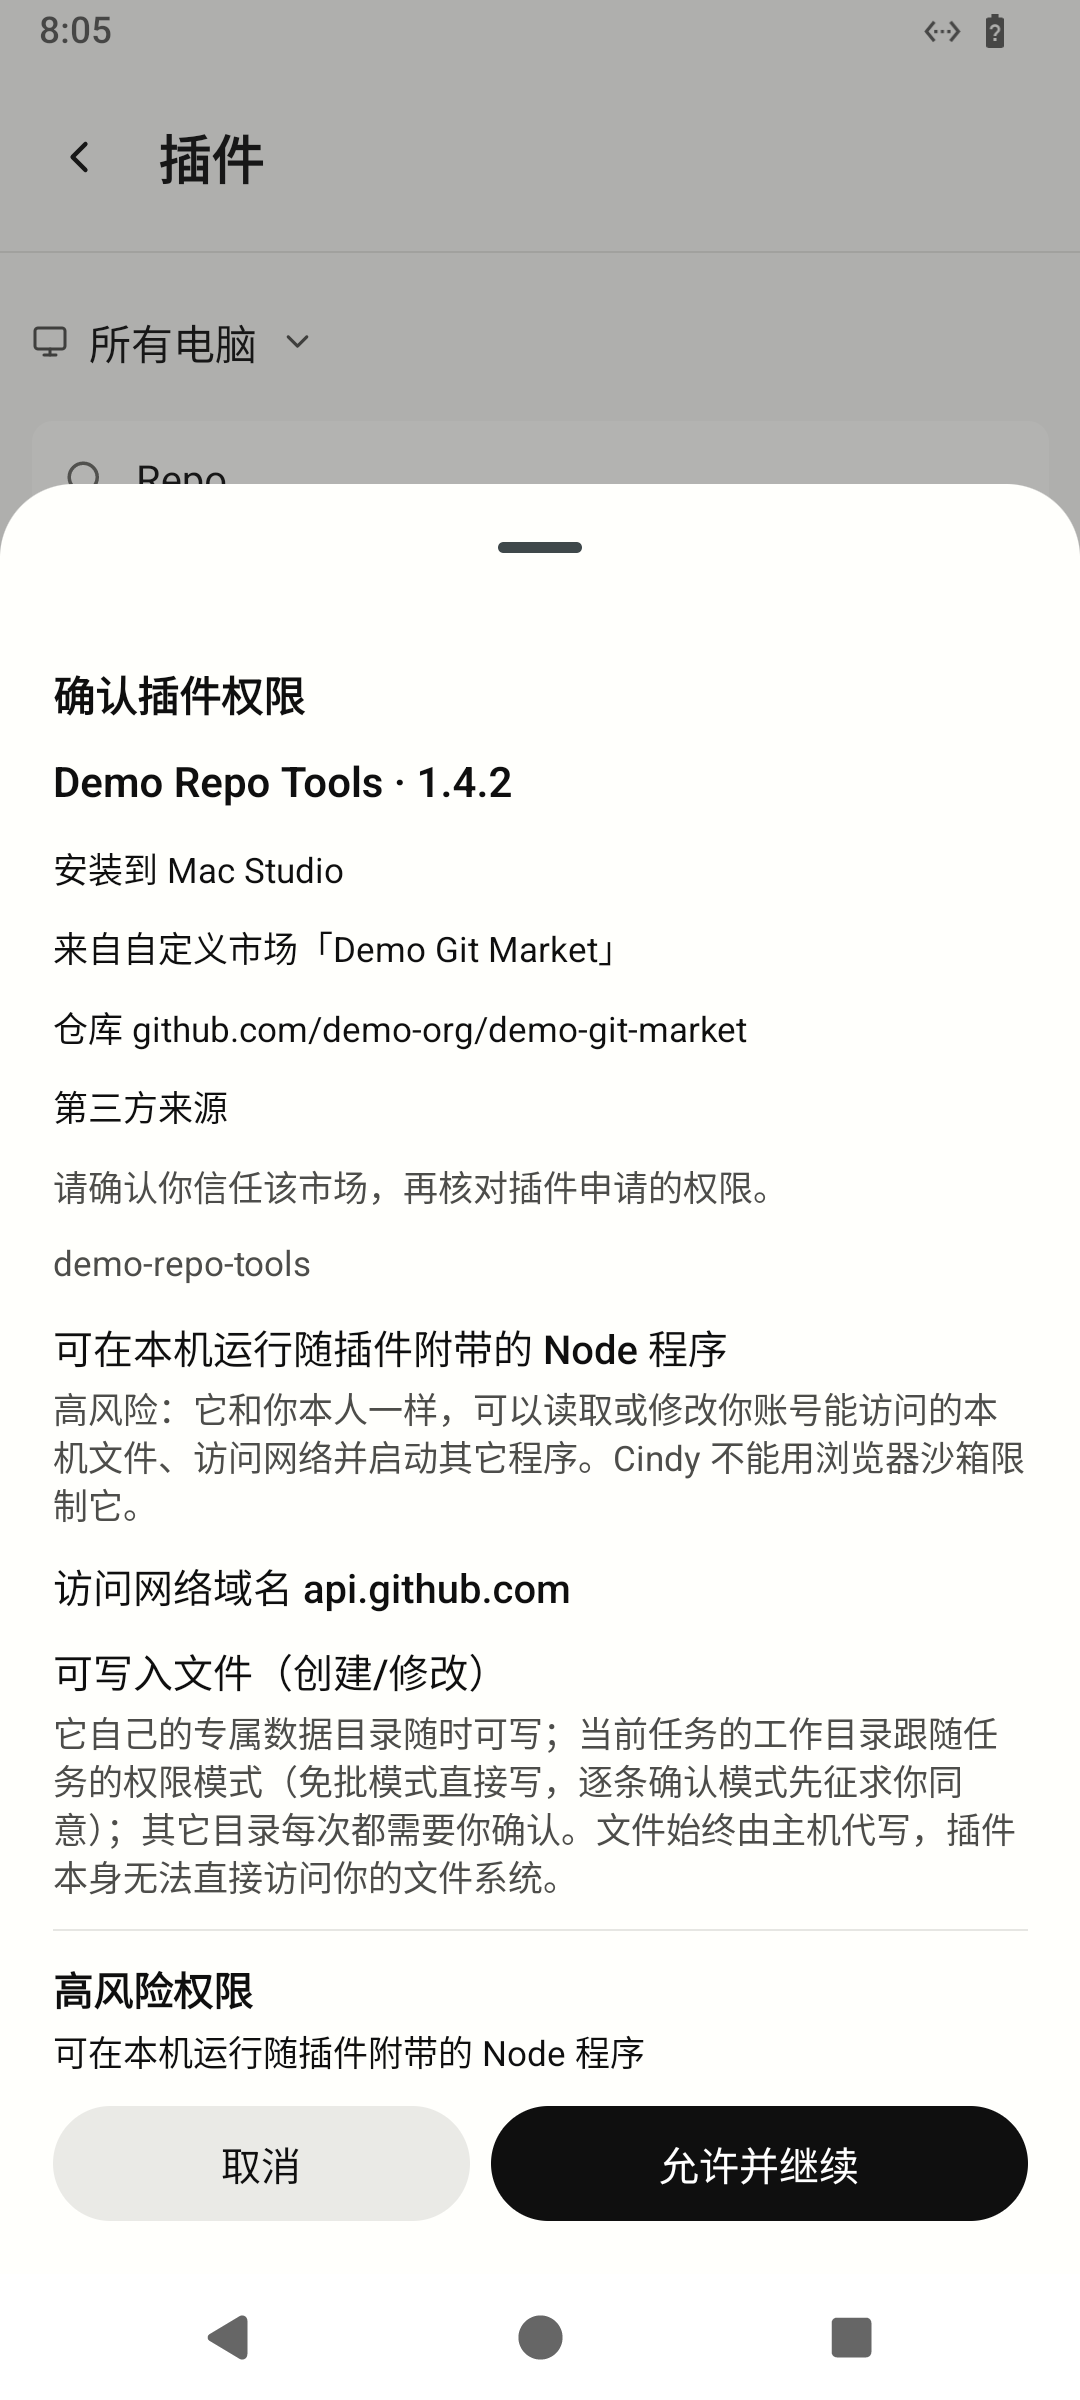 8:05
插件
所有电脑
Repo
确认插件权限
Demo Repo Tools · 1.4.2
安装到 Mac Studio
来自自定义市场「Demo Git Market」
仓库 github.com/demo-org/demo-git-market
第三方来源
请确认你信任该市场，再核对插件申请的权限。
demo-repo-tools
可在本机运行随插件附带的 Node 程序
高风险：它和你本人一样，可以读取或修改你账号能访问的本
机文件、访问网络并启动其它程序。Cindy 不能用浏览器沙箱限
制它。
访问网络域名 api.github.com
可写入文件（创建/修改）
它自己的专属数据目录随时可写；当前任务的工作目录跟随任
务的权限模式（免批模式直接写，逐条确认模式先征求你同
意）；其它目录每次都需要你确认。文件始终由主机代写，插件
本身无法直接访问你的文件系统。
高风险权限
可在本机运行随插件附带的 Node 程序
取消
允许并继续